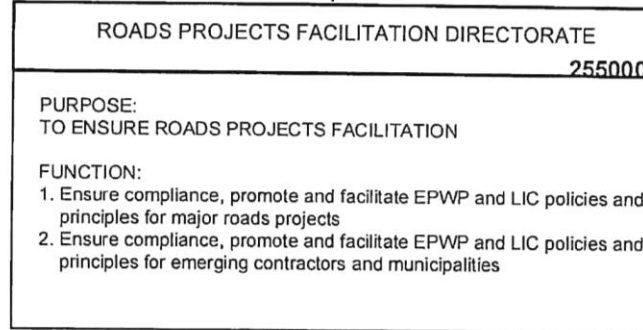 ROADS PROJECTS FACILITATION DIRECTORATE
255000
PURPOSE:
TO ENSURE ROADS PROJECTS FACILITATION
FUNCTION:
1. Ensure compliance, promote and facilitate EPWP and LIC policies and
principles for major roads projects
2. Ensure compliance, promote and facilitate EPWP and LIC policies and
principles for emerging contractors and municipalities